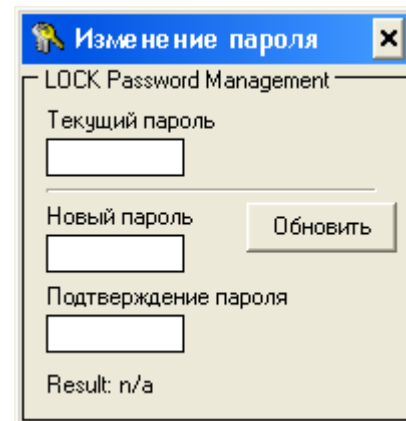 Изменение пароля
LOCK Password Management
Текущий пароль
Новый пароль
Обновить
Подтверждение пароля
Result: n/a